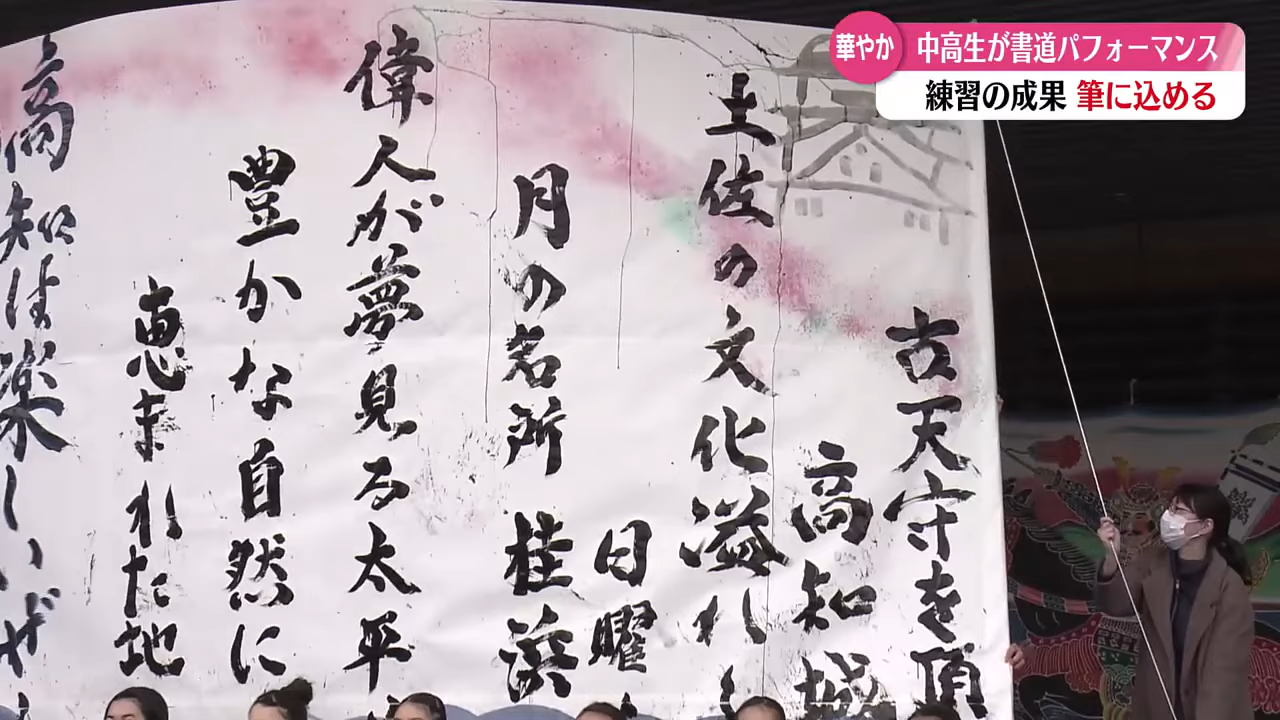 華やか
中高生が書道パフォーマンス
練習の成果 筆に込める
古天守を頂
高知城
土佐の文化溢れ
日曜
月の名所 桂浜
偉人が夢見る太平
豊かな自然に
恵まれた地
高知は楽しいぜよ